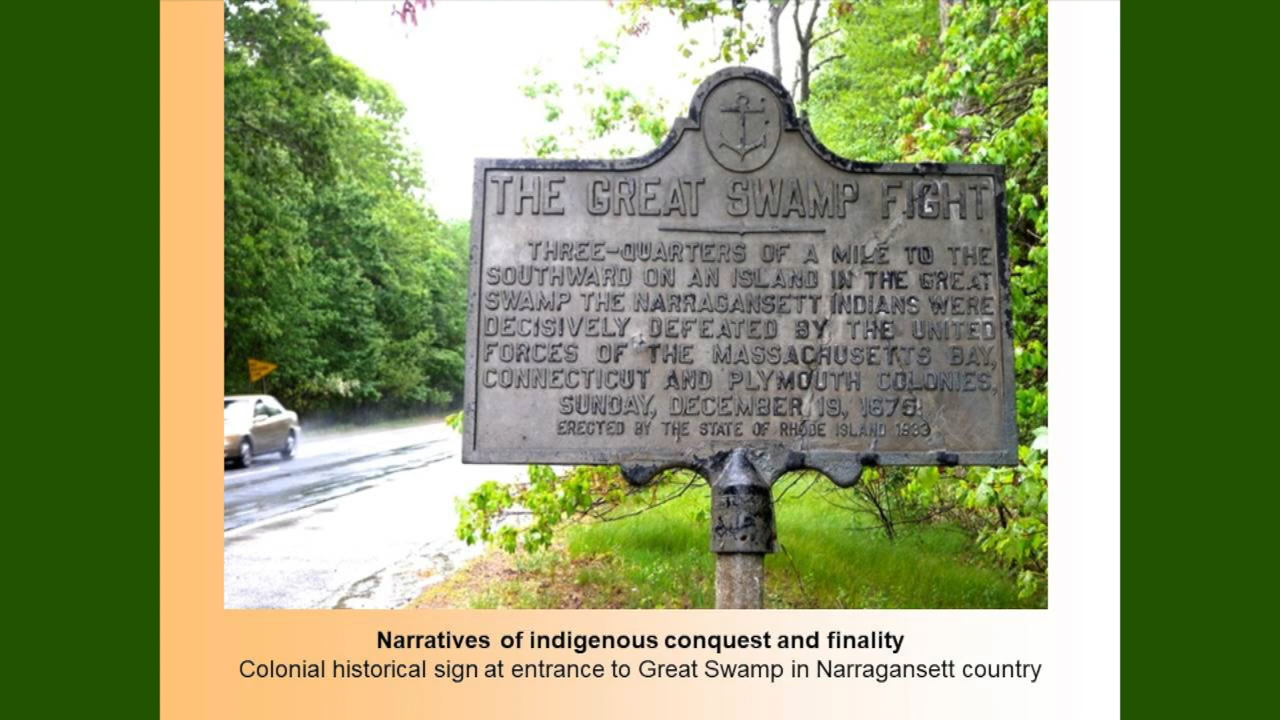 THE GREAT SWAMP FIGHT
THREE-QUARTERS OF A MILE TO THE
SOUTHWARD ON AN ISLAND IN THE GREAT
SWAMP THE NARRAGANSETT INDIANS WERE
DECISIVELY DEFEATED BY THE UNITED
FORCES OF THE MASSACHUSETTS BAY,
CONNECTICUT AND PLYMOUTH COLONIES,
SUNDAY, DECEMBER 19, 1675.
ERECTED BY THE STATE OF RHODE ISLAND
Narratives of indigenous conquest and finality
Colonial historical sign at entrance to Great Swamp in Narragansett country